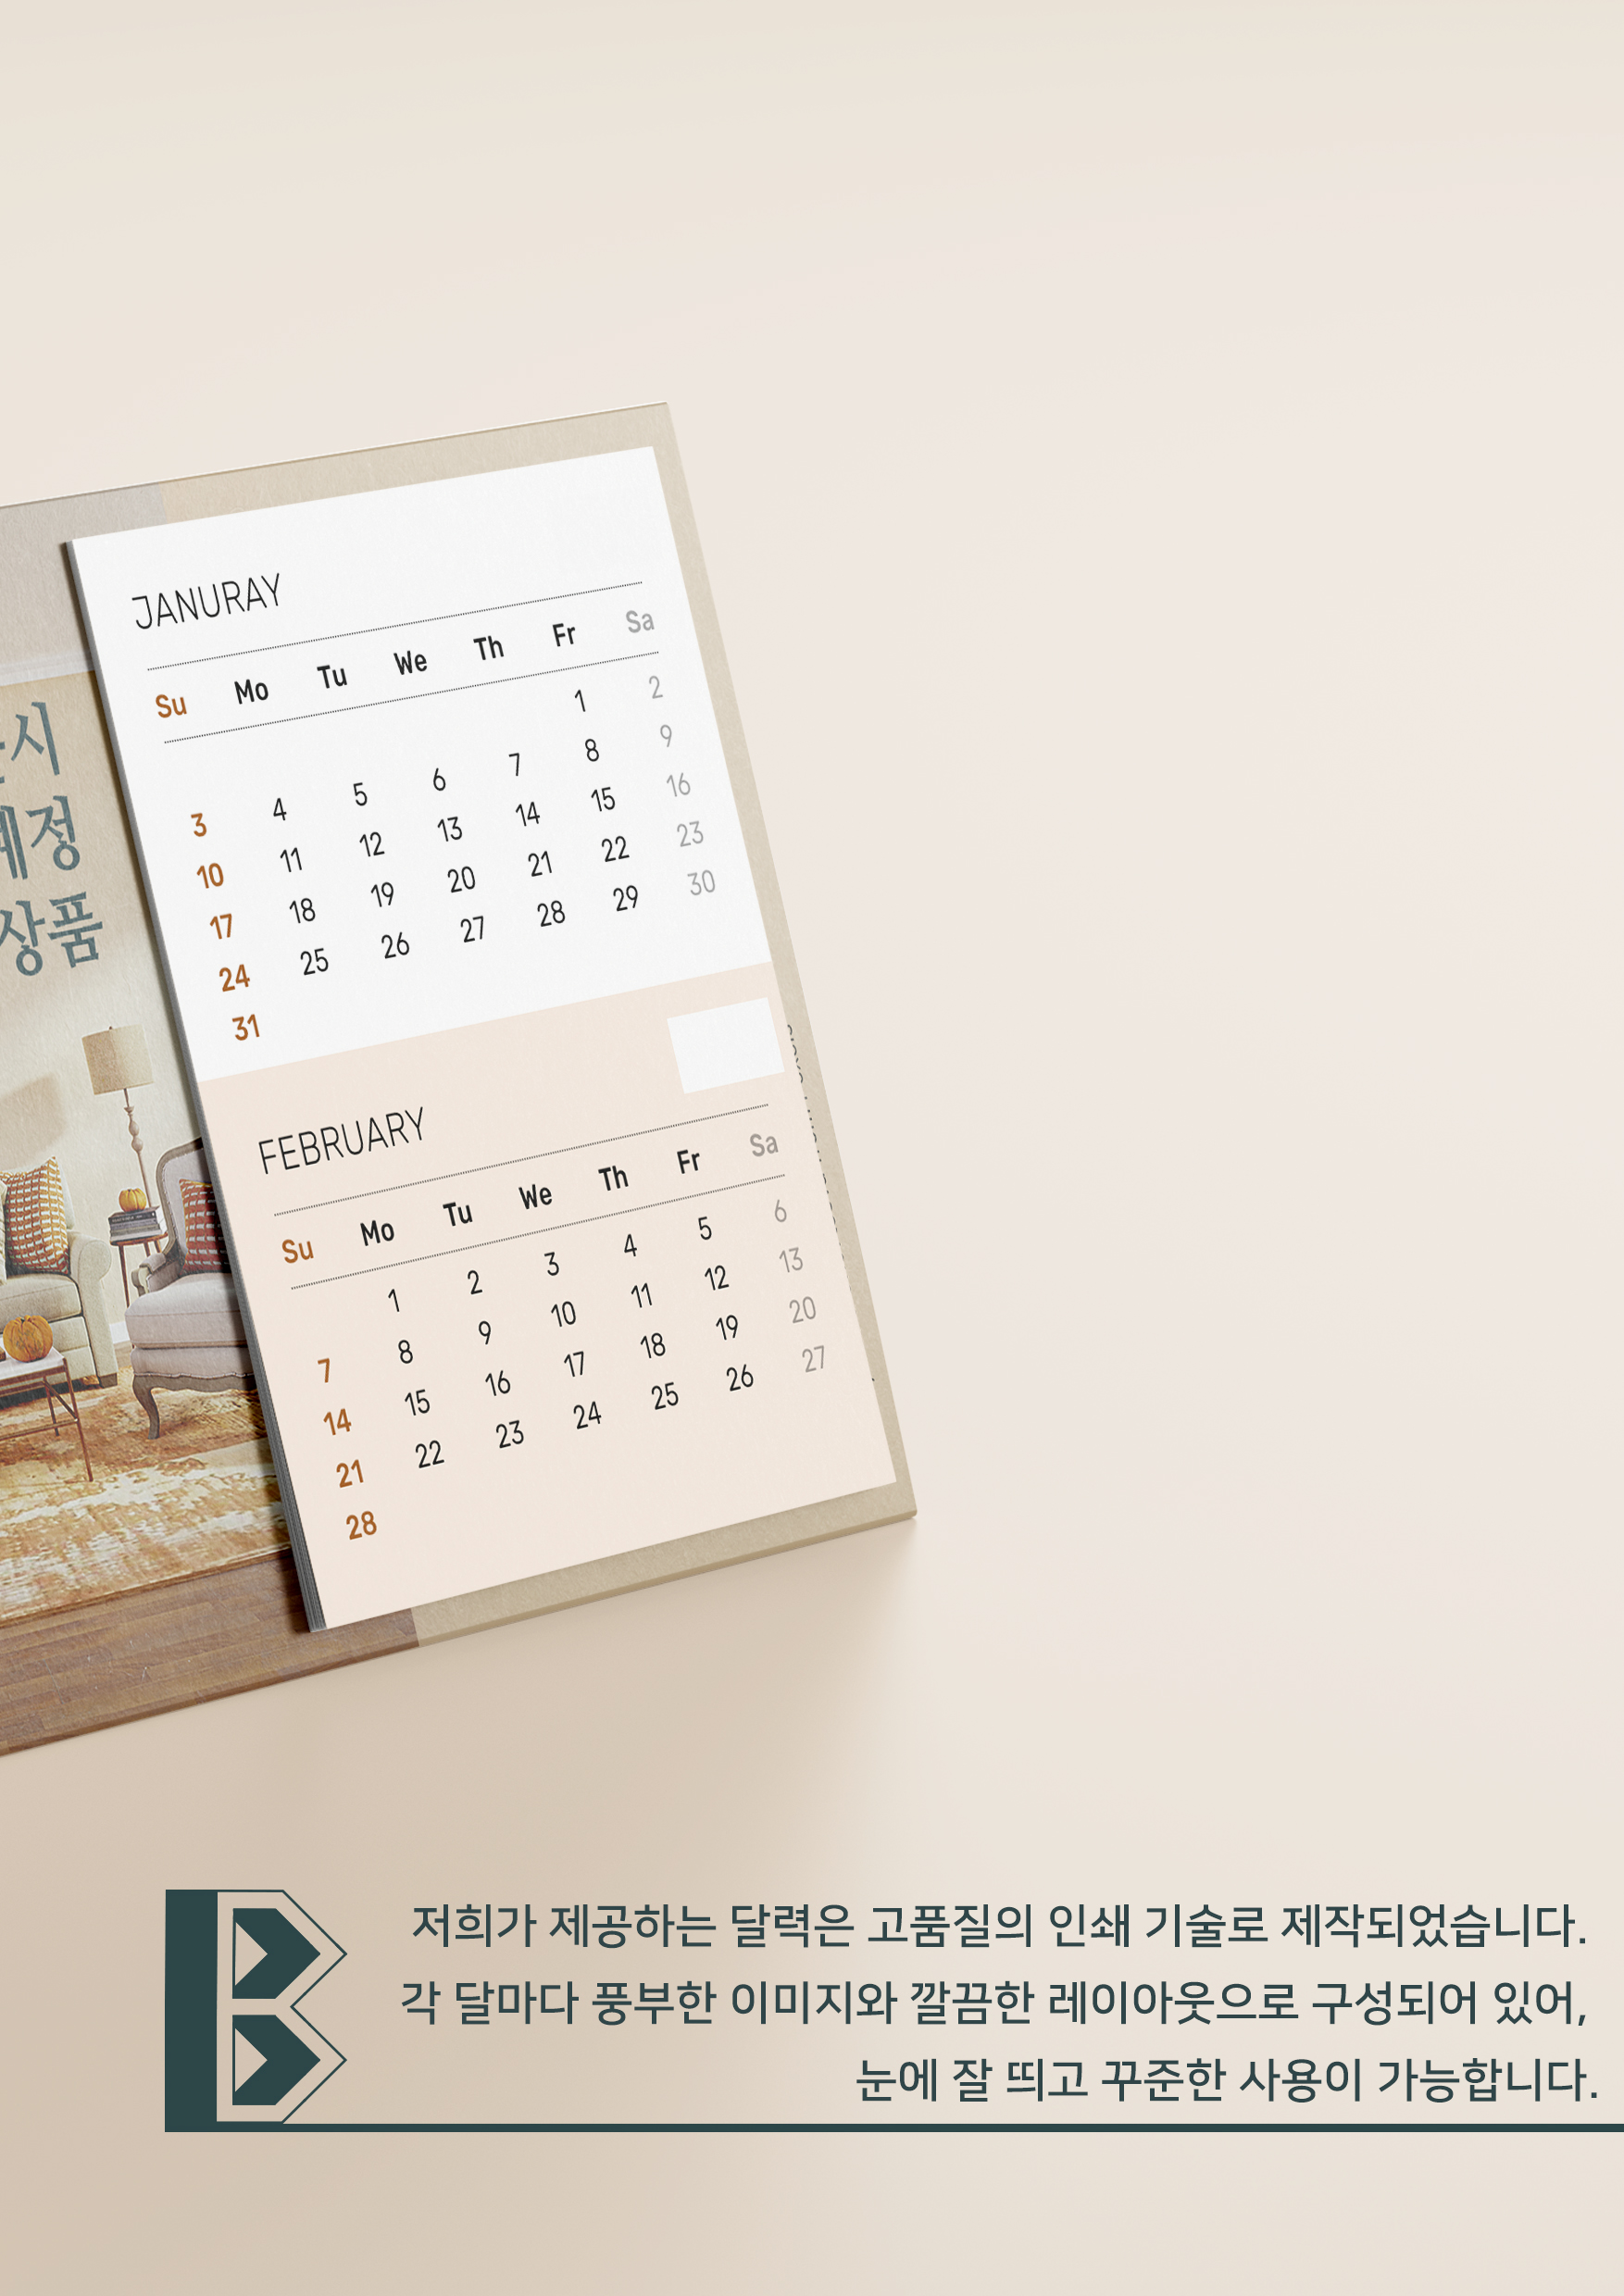 JANURAY
Su Mo Tu We Th Fr Sa
1 2
3 4 5 6 7 8 9
10 11 12 13 14 15 16
17 18 19 20 21 22 23
24 25 26 27 28 29 30
31
시
예정
상품
FEBRUARY
Su Mo Tu We Th Fr Sa
1 2 3 4 5 6
7 8 9 10 11 12 13
14 15 16 17 18 19 20
21 22 23 24 25 26 27
28
저희가 제공하는 달력은 고품질의 인쇄 기술로 제작되었습니다.
각 달마다 풍부한 이미지와 깔끔한 레이아웃으로 구성되어 있어,
눈에 잘 띄고 꾸준한 사용이 가능합니다.